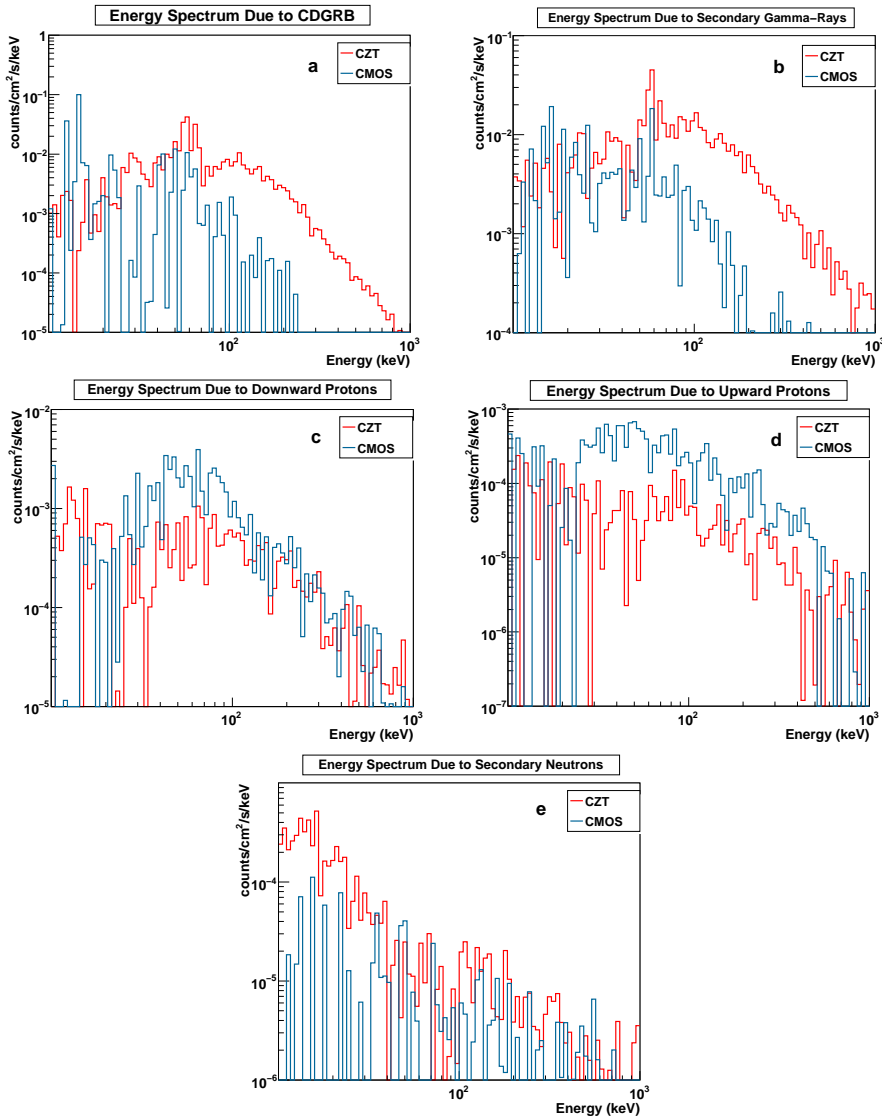 Energy Spectrum Due to CDGRB
counts/cm²/s/keV
1
10⁻¹
10⁻²
10⁻³
10⁻⁴
10⁻⁵
a
CZT
CMOS
10²
10³
Energy (keV)
Energy Spectrum Due to Secondary Gamma-Rays
counts/cm²/s/keV
10⁻¹
10⁻²
10⁻³
10⁻⁴
b
CZT
CMOS
10²
10³
Energy (keV)
Energy Spectrum Due to Downward Protons
counts/cm²/s/keV
10⁻²
10⁻³
10⁻⁴
10⁻⁵
c
CZT
CMOS
10²
10³
Energy (keV)
Energy Spectrum Due to Upward Protons
counts/cm²/s/keV
10⁻³
10⁻⁴
10⁻⁵
10⁻⁶
10⁻⁷
d
CZT
CMOS
10²
10³
Energy (keV)
Energy Spectrum Due to Secondary Neutrons
counts/cm²/s/keV
10⁻⁴
10⁻⁵
10⁻⁶
e
CZT
CMOS
10²
10³
Energy (keV)